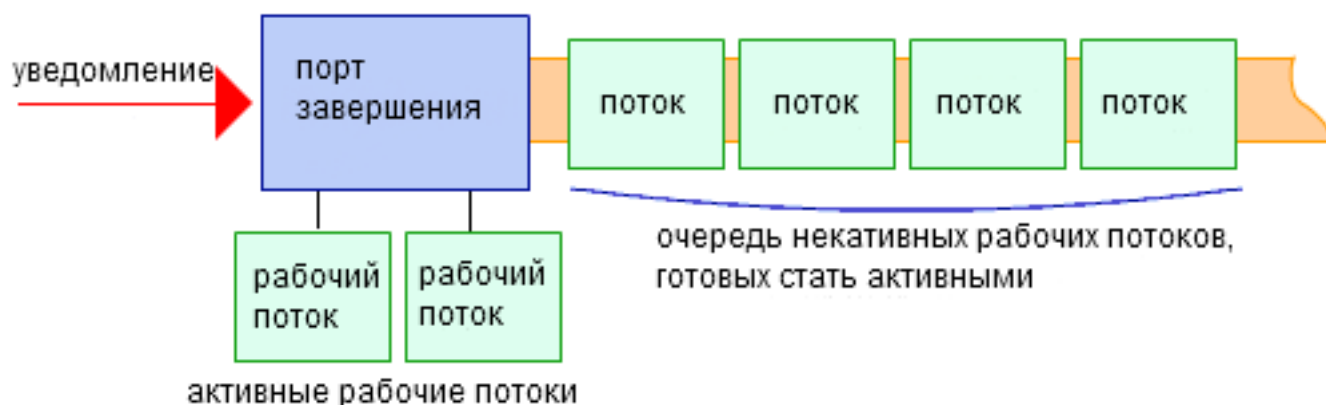 уведомление
порт
завершения
поток
поток
поток
поток
очередь некативных рабочих потоков,
готовых стать активными
рабочий
поток
рабочий
поток
активные рабочие потоки